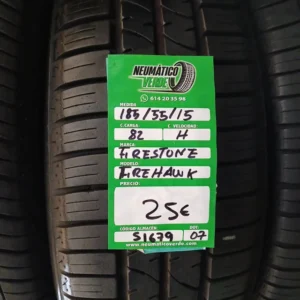 NEUMÁTICO
VERDE
614 20 35 98
MEDIDA:
185/55/15
C.CARGA: C. VELOCIDAD:
82 H
MARCA:
FIRESTONE
MODELO:
FIREHAWK
PRECIO:
25€
CÓDIGO ALMACÉN: DOT:
51679 07
www.neumaticoverde.com